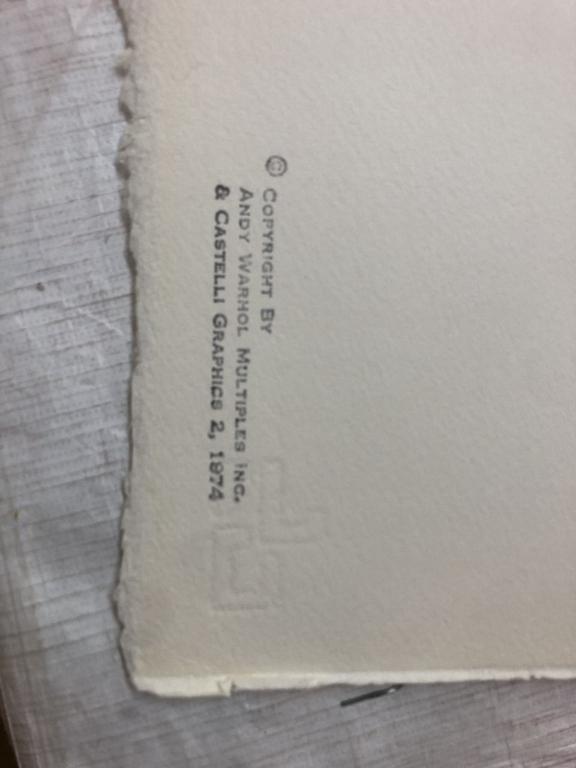 © COPYRIGHT BY
ANDY WARHOL MULTIPLES INC.
& CASTELLI GRAPHICS 2, 1974